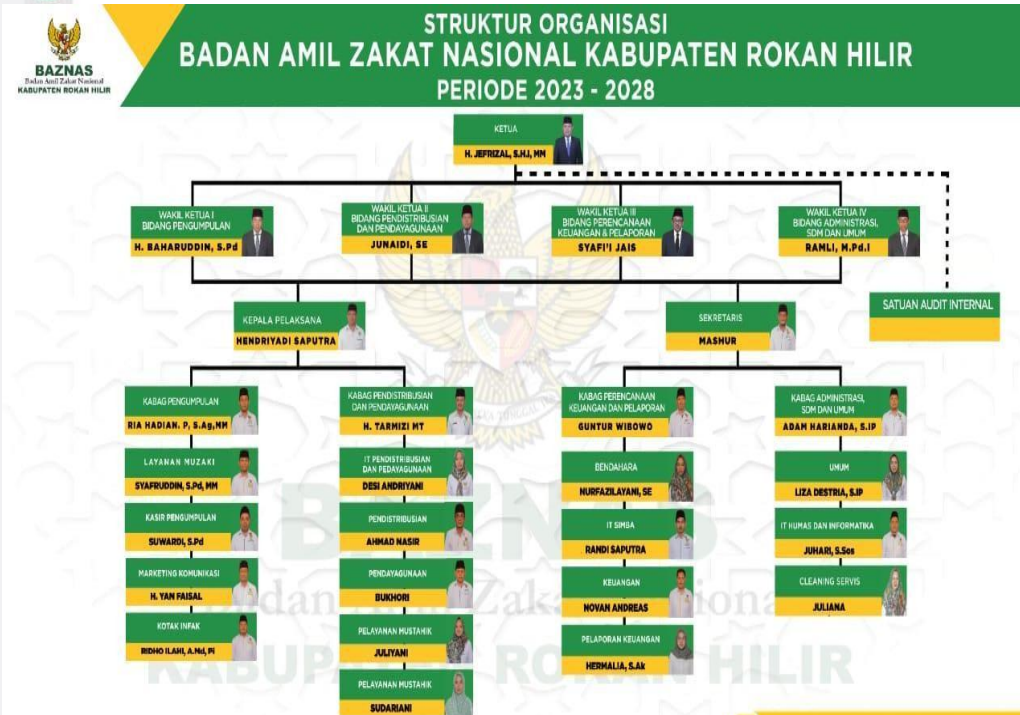 BAZNAS
Badan Amil Zakat Nasional
KABUPATEN ROKAN HILIR
STRUKTUR ORGANISASI
BADAN AMIL ZAKAT NASIONAL KABUPATEN ROKAN HILIR
PERIODE 2023 - 2028
KETUA
H. JEFRIZAL, S.H.I, MM
WAKIL KETUA I
BIDANG PENGUMPULAN
H. BAHARUDDIN, S.Pd
WAKIL KETUA II
BIDANG PENDISTRIBUSIAN
DAN PENDAYAGUNAAN
JUNAIDI, SE
WAKIL KETUA III
BIDANG PERENCANAAN
KEUANGAN & PELAPORAN
SYAFI'I JAIS
WAKIL KETUA IV
BIDANG ADMINISTRASI,
SDM DAN UMUM
RAMLI, M.Pd.I
SATUAN AUDIT INTERNAL
KEPALA PELAKSANA
HENDRIYADI SAPUTRA
SEKRETARIS
MASHUR
KABAG PENGUMPULAN
RIA HADIAN. P, S.Ag,MM
LAYANAN MUZAKI
SYAFRUDDIN, S.Pd, MM
KASIR PENGUMPULAN
SUWARDI, S.Pd
MARKETING KOMUNIKASI
H. YAN FAISAL
KOTAK INFAK
RIDHO ILAHI, A.Md, Pi
KABAG PENDISTRIBUSIAN
DAN PENDAYAGUNAAN
H. TARMIZI MT
IT PENDISTRIBUSIAN
DAN PEDAYAGUNAAN
DESI ANDRIYANI
PENDISTRIBUSIAN
AHMAD NASIR
PENDAYAGUNAAN
BUKHORI
PELAYANAN MUSTAHIK
JULIYANI
PELAYANAN MUSTAHIK
SUDARIANI
KABAG PERENCANAAN
KEUANGAN DAN PELAPORAN
GUNTUR WIBOWO
BENDAHARA
NURFAZILAYANI, SE
IT SIMBA
RANDI SAPUTRA
KEUANGAN
NOVAN ANDREAS
PELAPORAN KEUANGAN
HERMALIA, S.Ak
KABAG ADMINISTRASI,
SDM DAN UMUM
ADAM HARIANDA, S.IP
UMUM
LIZA DESTRIA, S.IP
IT HUMAS DAN INFORMATIKA
JUHARI, S.Sos
CLEANING SERVIS
JULIANA
BAZNAS
Badan Amil Zakat Nasional
KABUPATEN ROKAN HILIR